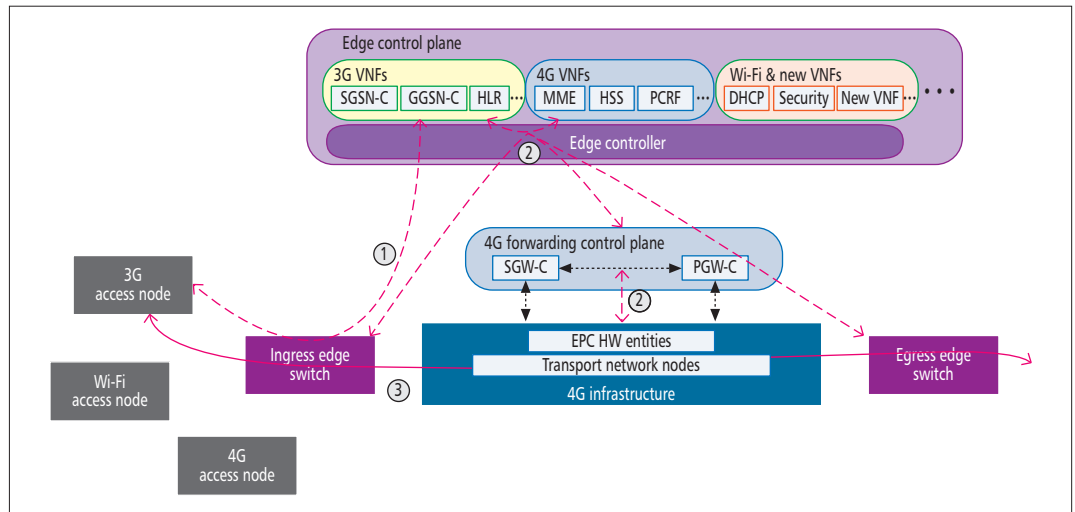 Edge control plane
3G VNFs
4G VNFs
Wi-Fi & new VNFs
SGSN-C GGSN-C HLR ...
MME HSS PCRF ...
DHCP Security New VNF ...
• • •
Edge controller
2
1
4G forwarding control plane
SGW-C
PGW-C
2
3G
access node
Ingress edge
switch
EPC HW entities
Transport network nodes
4G infrastructure
Egress edge
switch
3
Wi-Fi
access node
4G
access node